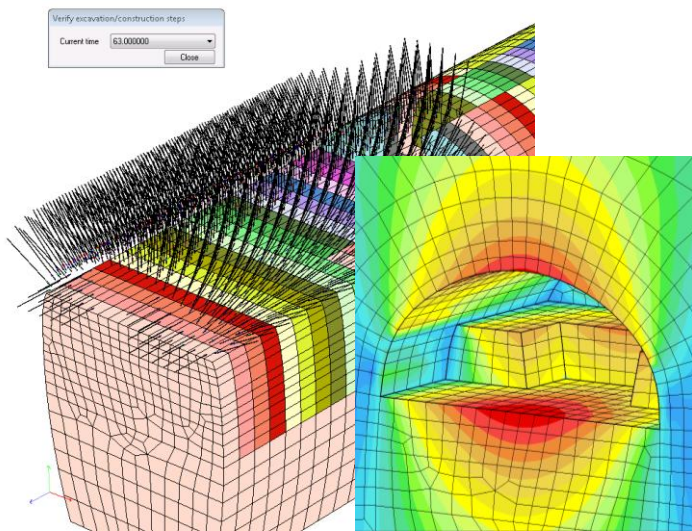 Verify excavation/construction steps
Current time 63.000000
Close